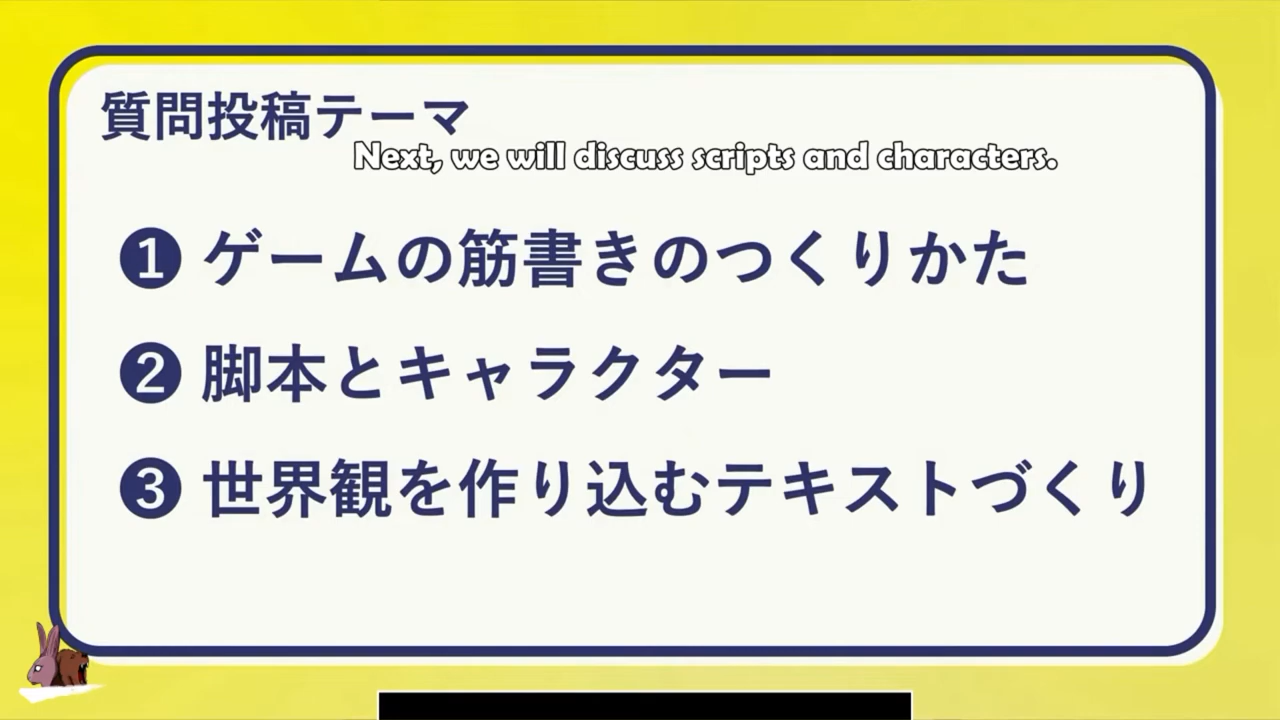 質問投稿テーマ
Next, we will discuss scripts and characters.
❶ ゲームの筋書きのつくりかた
❷ 脚本とキャラクター
❸ 世界観を作り込むテキストづくり